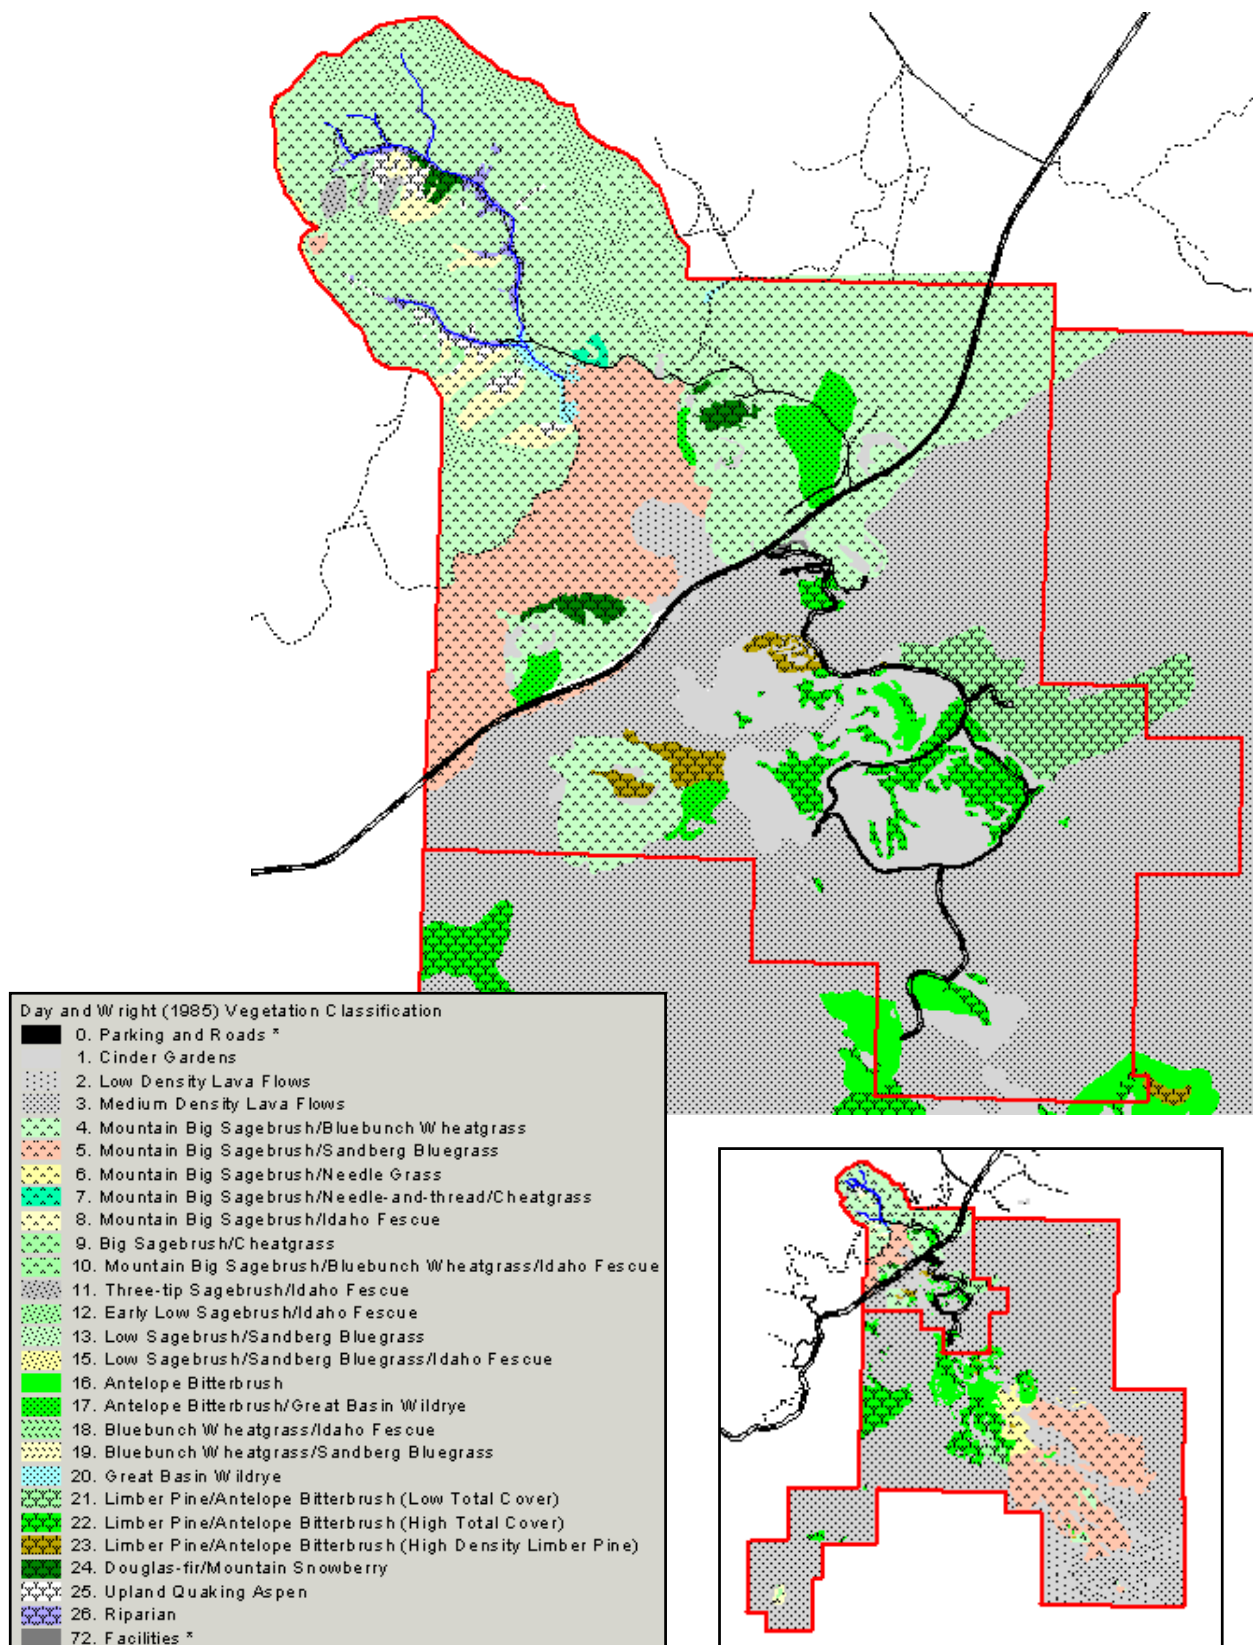 Day and Wright (1985) Vegetation Classification
0. Parking and Roads *
1. Cinder Gardens
2. Low Density Lava Flows
3. Medium Density Lava Flows
4. Mountain Big Sagebrush/Bluebunch Wheatgrass
5. Mountain Big Sagebrush/Sandberg Bluegrass
6. Mountain Big Sagebrush/Needle Grass
7. Mountain Big Sagebrush/Needle-and-thread/Cheatgrass
8. Mountain Big Sagebrush/Idaho Fescue
9. Big Sagebrush/Cheatgrass
10. Mountain Big Sagebrush/Bluebunch Wheatgrass/Idaho Fescue
11. Three-tip Sagebrush/Idaho Fescue
12. Early Low Sagebrush/Idaho Fescue
13. Low Sagebrush/Sandberg Bluegrass
15. Low Sagebrush/Sandberg Bluegrass/Idaho Fescue
16. Antelope Bitterbrush
17. Antelope Bitterbrush/Great Basin Wildrye
18. Bluebunch Wheatgrass/Idaho Fescue
19. Bluebunch Wheatgrass/Sandberg Bluegrass
20. Great Basin Wildrye
21. Limber Pine/Antelope Bitterbrush (Low Total Cover)
22. Limber Pine/Antelope Bitterbrush (High Total Cover)
23. Limber Pine/Antelope Bitterbrush (High Density Limber Pine)
24. Douglas-fir/Mountain Snowberry
25. Upland Quaking Aspen
26. Riparian
72. Facilities *